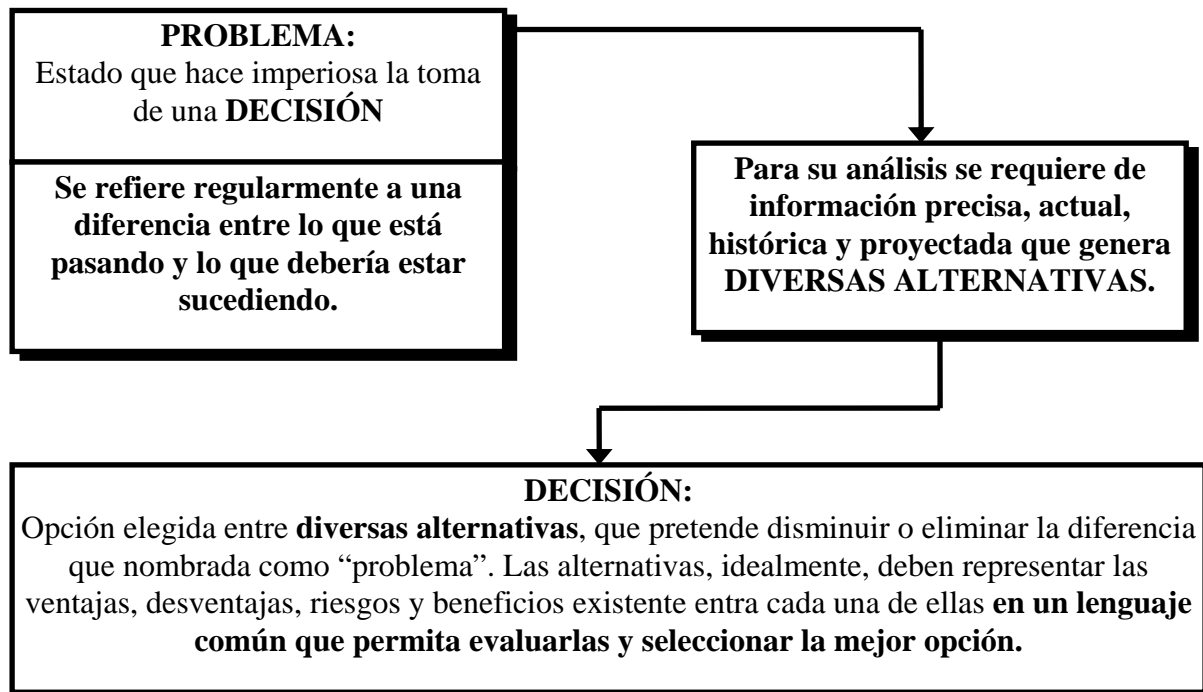 PROBLEMA:
Estado que hace imperiosa la toma
de una DECISIÓN
Se refiere regularmente a una
diferencia entre lo que está
pasando y lo que debería estar
sucediendo.
Para su análisis se requiere de
información precisa, actual,
histórica y proyectada que genera
DIVERSAS ALTERNATIVAS.
DECISIÓN:
Opción elegida entre diversas alternativas, que pretende disminuir o eliminar la diferencia
que nombrada como “problema”. Las alternativas, idealmente, deben representar las
ventajas, desventajas, riesgos y beneficios existente entra cada una de ellas en un lenguaje
común que permita evaluarlas y seleccionar la mejor opción.